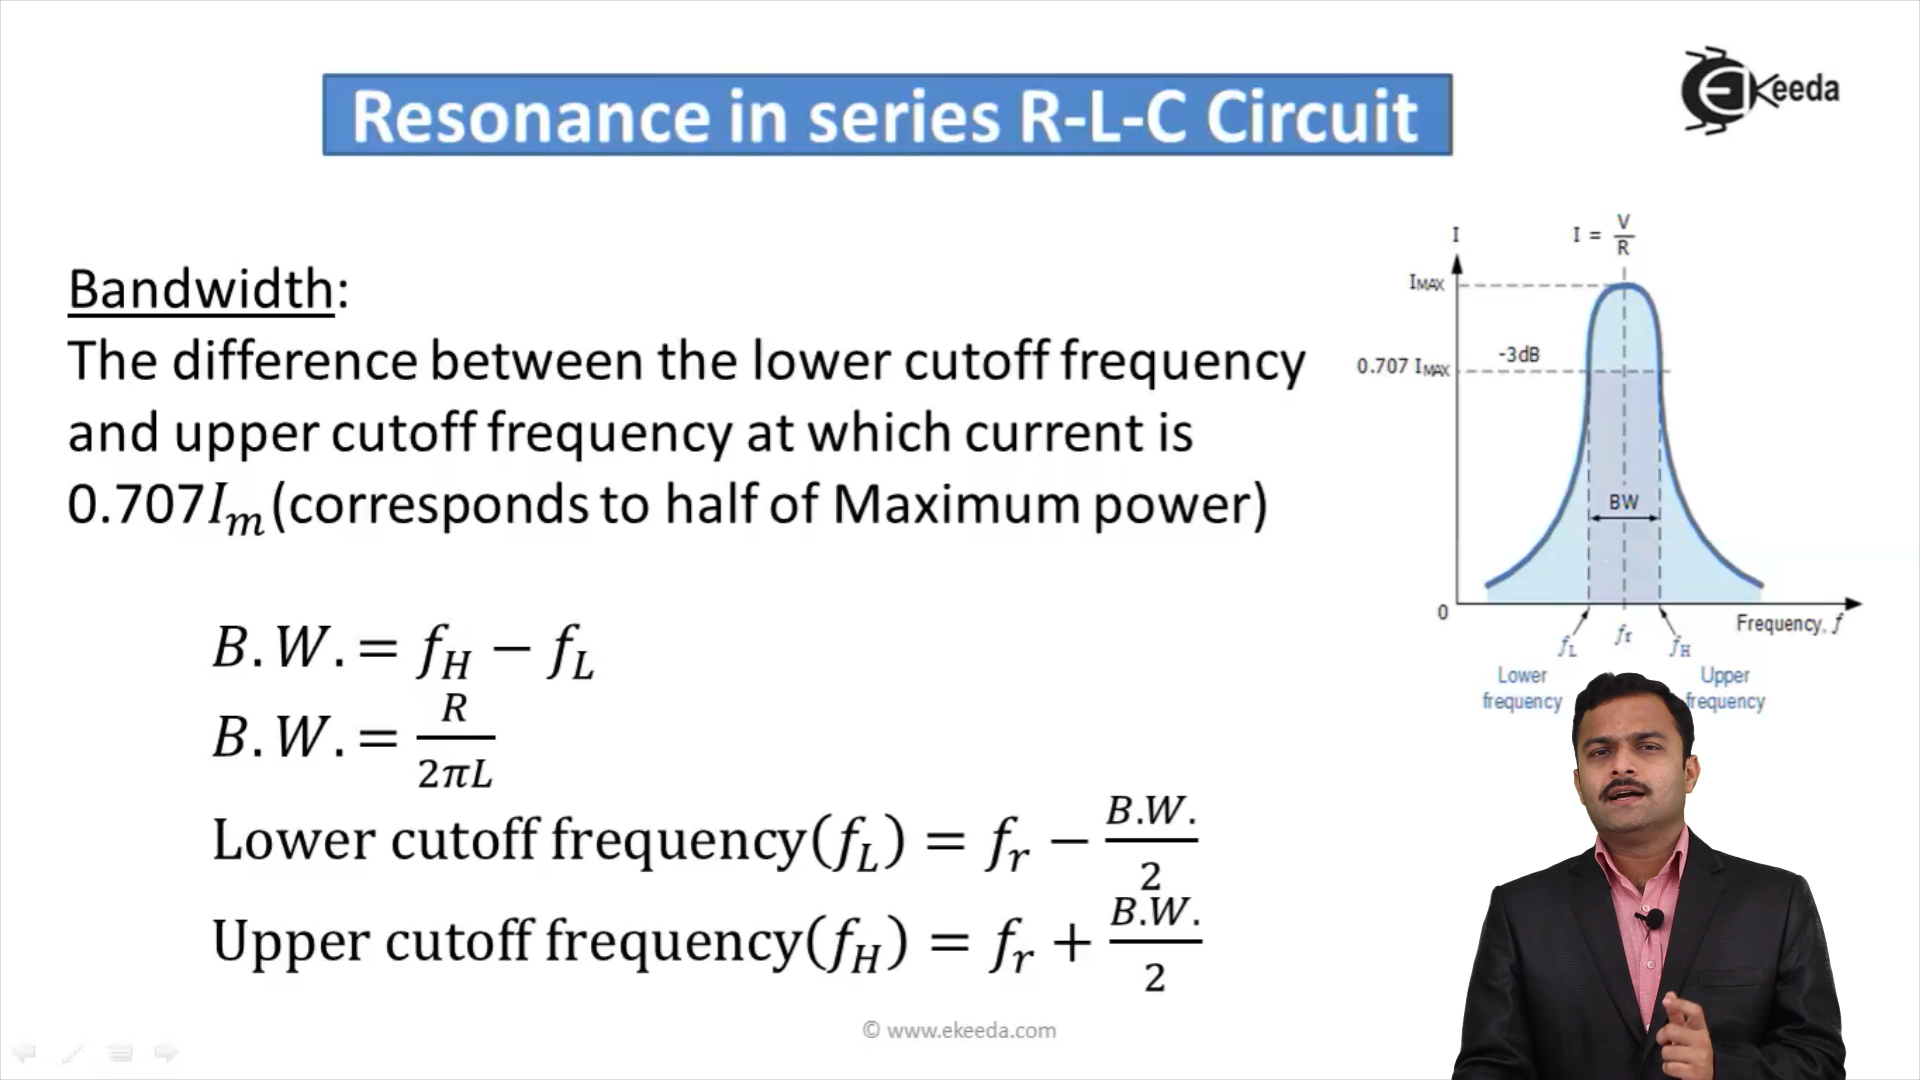 Resonance in series R-L-C Circuit
Ekeeda
Bandwidth:
The difference between the lower cutoff frequency
and upper cutoff frequency at which current is
0.707I_m (corresponds to half of Maximum power)
B.W. = f_H − f_L
B.W. = R / 2πL
Lower cutoff frequency(f_L) = f_r − B.W. / 2
Upper cutoff frequency(f_H) = f_r + B.W. / 2
I
I = V / R
IMAX
-3dB
0.707 IMAX
BW
0
f_L
f_r
f_H
Frequency, f
Lower
frequency
Upper
frequency
© www.ekeeda.com